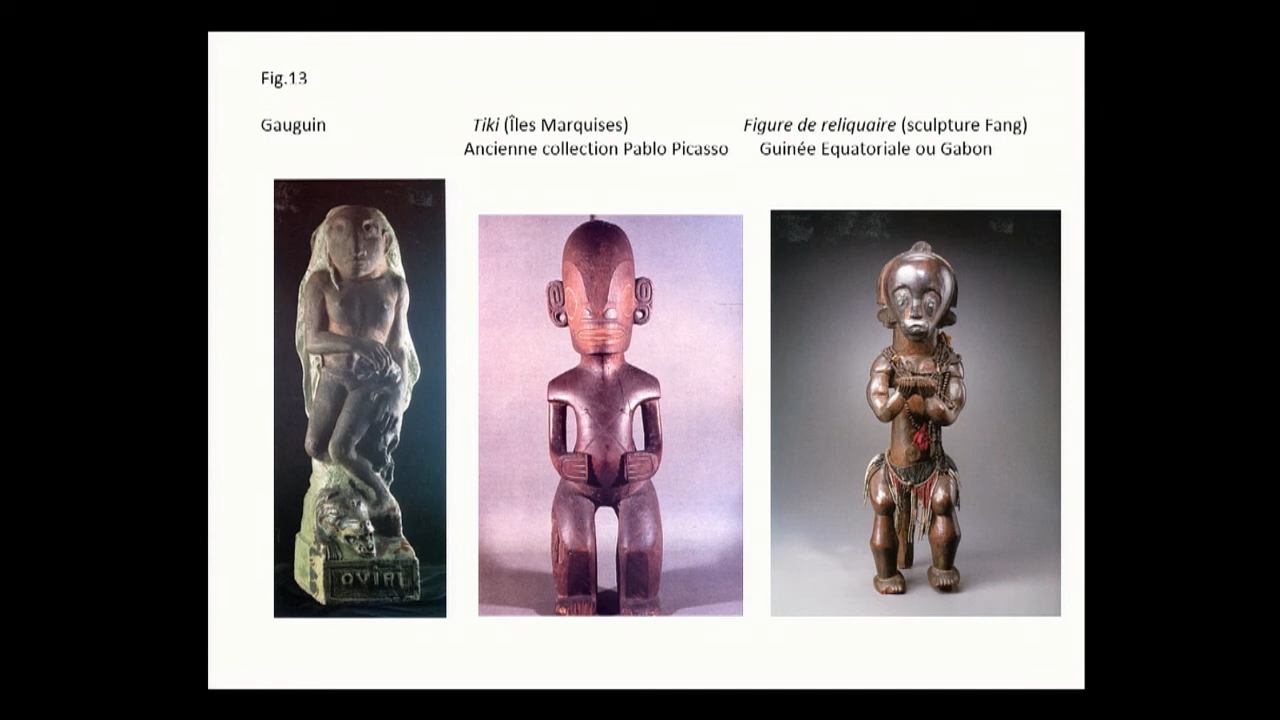 Fig.13
Gauguin
Tiki (Îles Marquises)
Ancienne collection Pablo Picasso
Figure de reliquaire (sculpture Fang)
Guinée Equatoriale ou Gabon
OVIRI